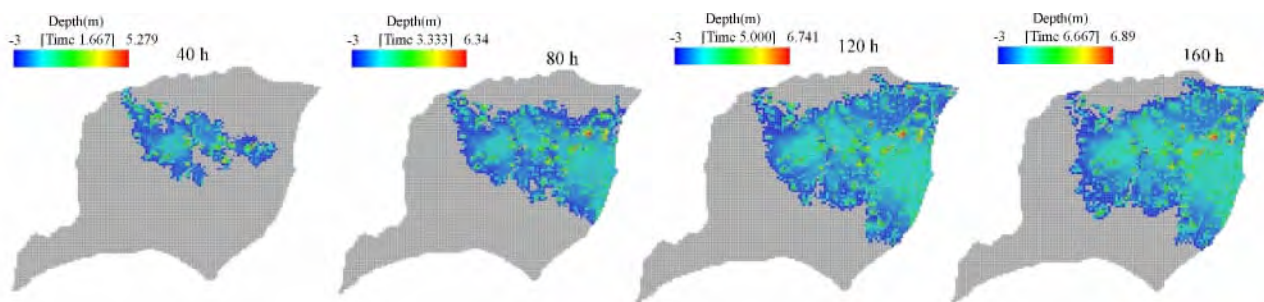 Depth(m)
-3 [Time 1.667] 5.279
40 h
Depth(m)
-3 [Time 3.333] 6.34
80 h
Depth(m)
-3 [Time 5.000] 6.741
120 h
Depth(m)
-3 [Time 6.667] 6.89
160 h